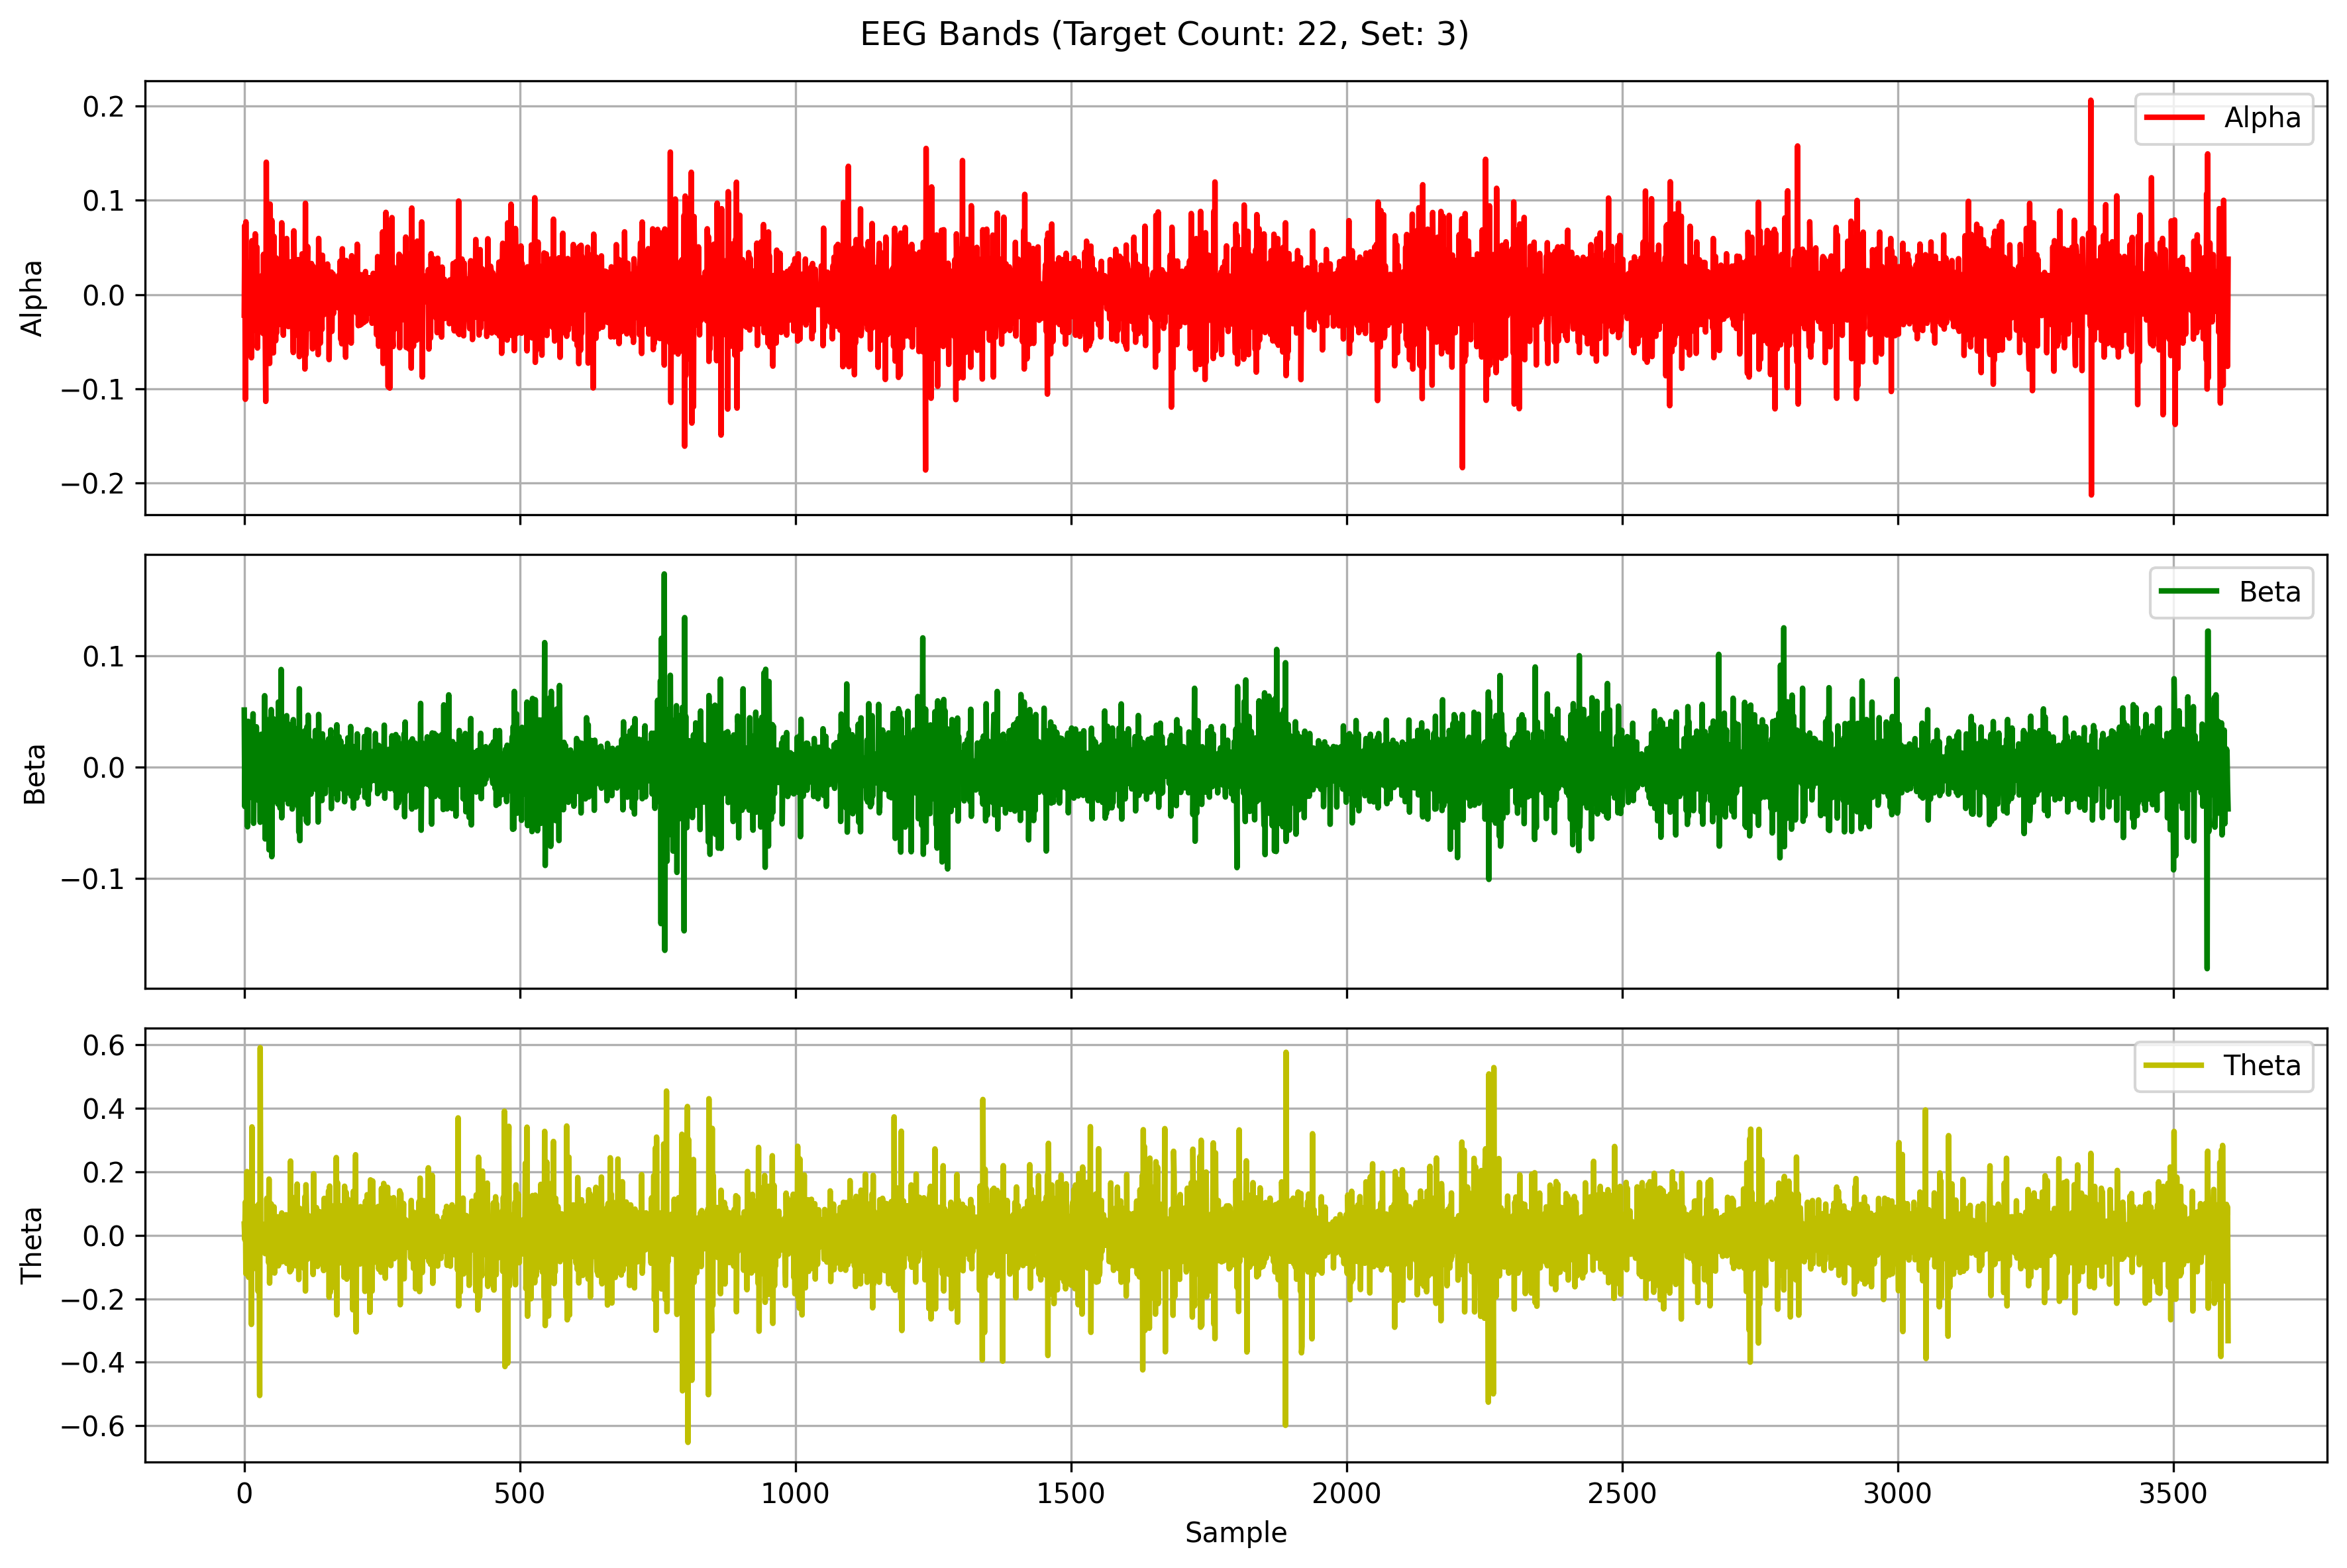 EEG Bands (Target Count: 22, Set: 3)
Alpha
0.2
0.1
0.0
−0.1
−0.2
Alpha
Beta
0.1
0.0
−0.1
Beta
Theta
0.6
0.4
0.2
0.0
−0.2
−0.4
−0.6
Theta
0 500 1000 1500 2000 2500 3000 3500
Sample